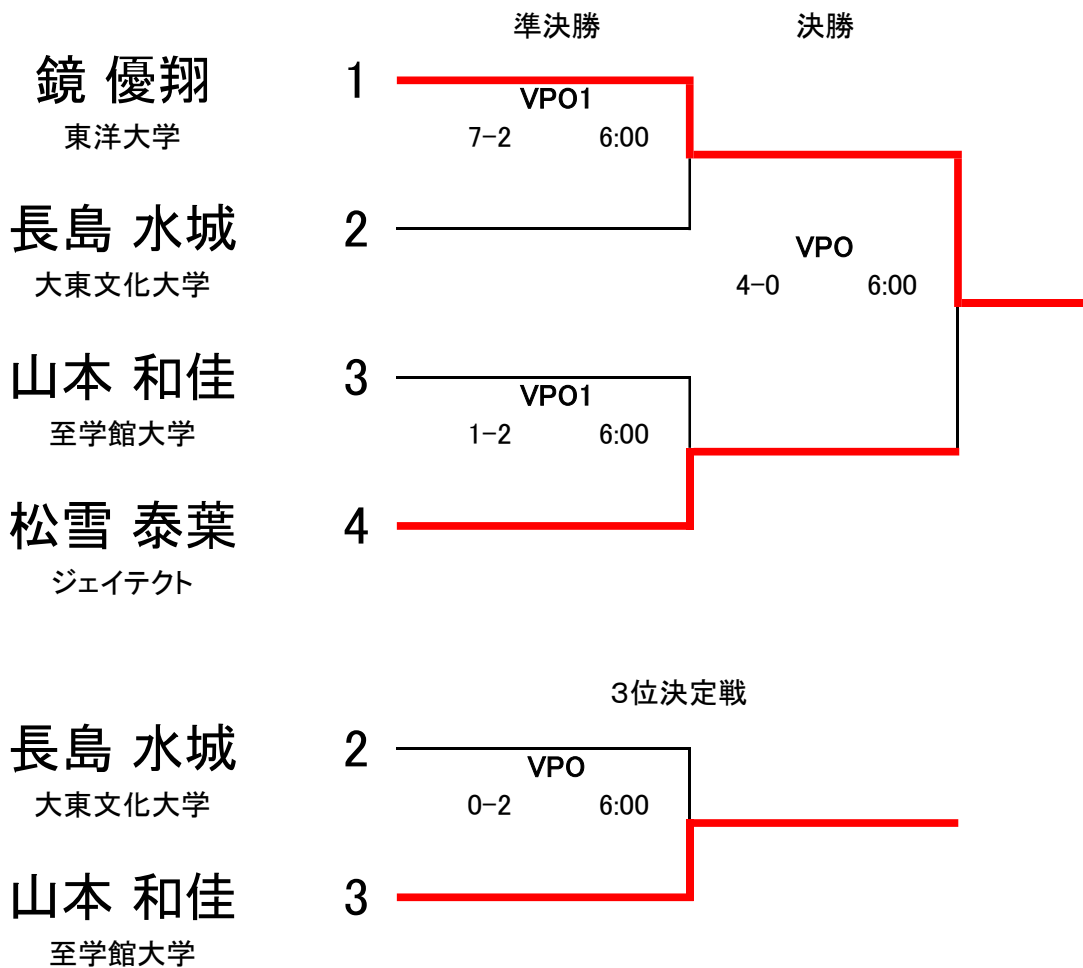 準決勝 決勝
鏡 優翔 1
VPO1
東洋大学 7-2 6:00
長島 水城 2
VPO
大東文化大学 4-0 6:00
山本 和佳 3
VPO1
至学館大学 1-2 6:00
松雪 泰葉 4
ジェイテクト
３位決定戦
長島 水城 2
VPO
大東文化大学 0-2 6:00
山本 和佳 3
至学館大学